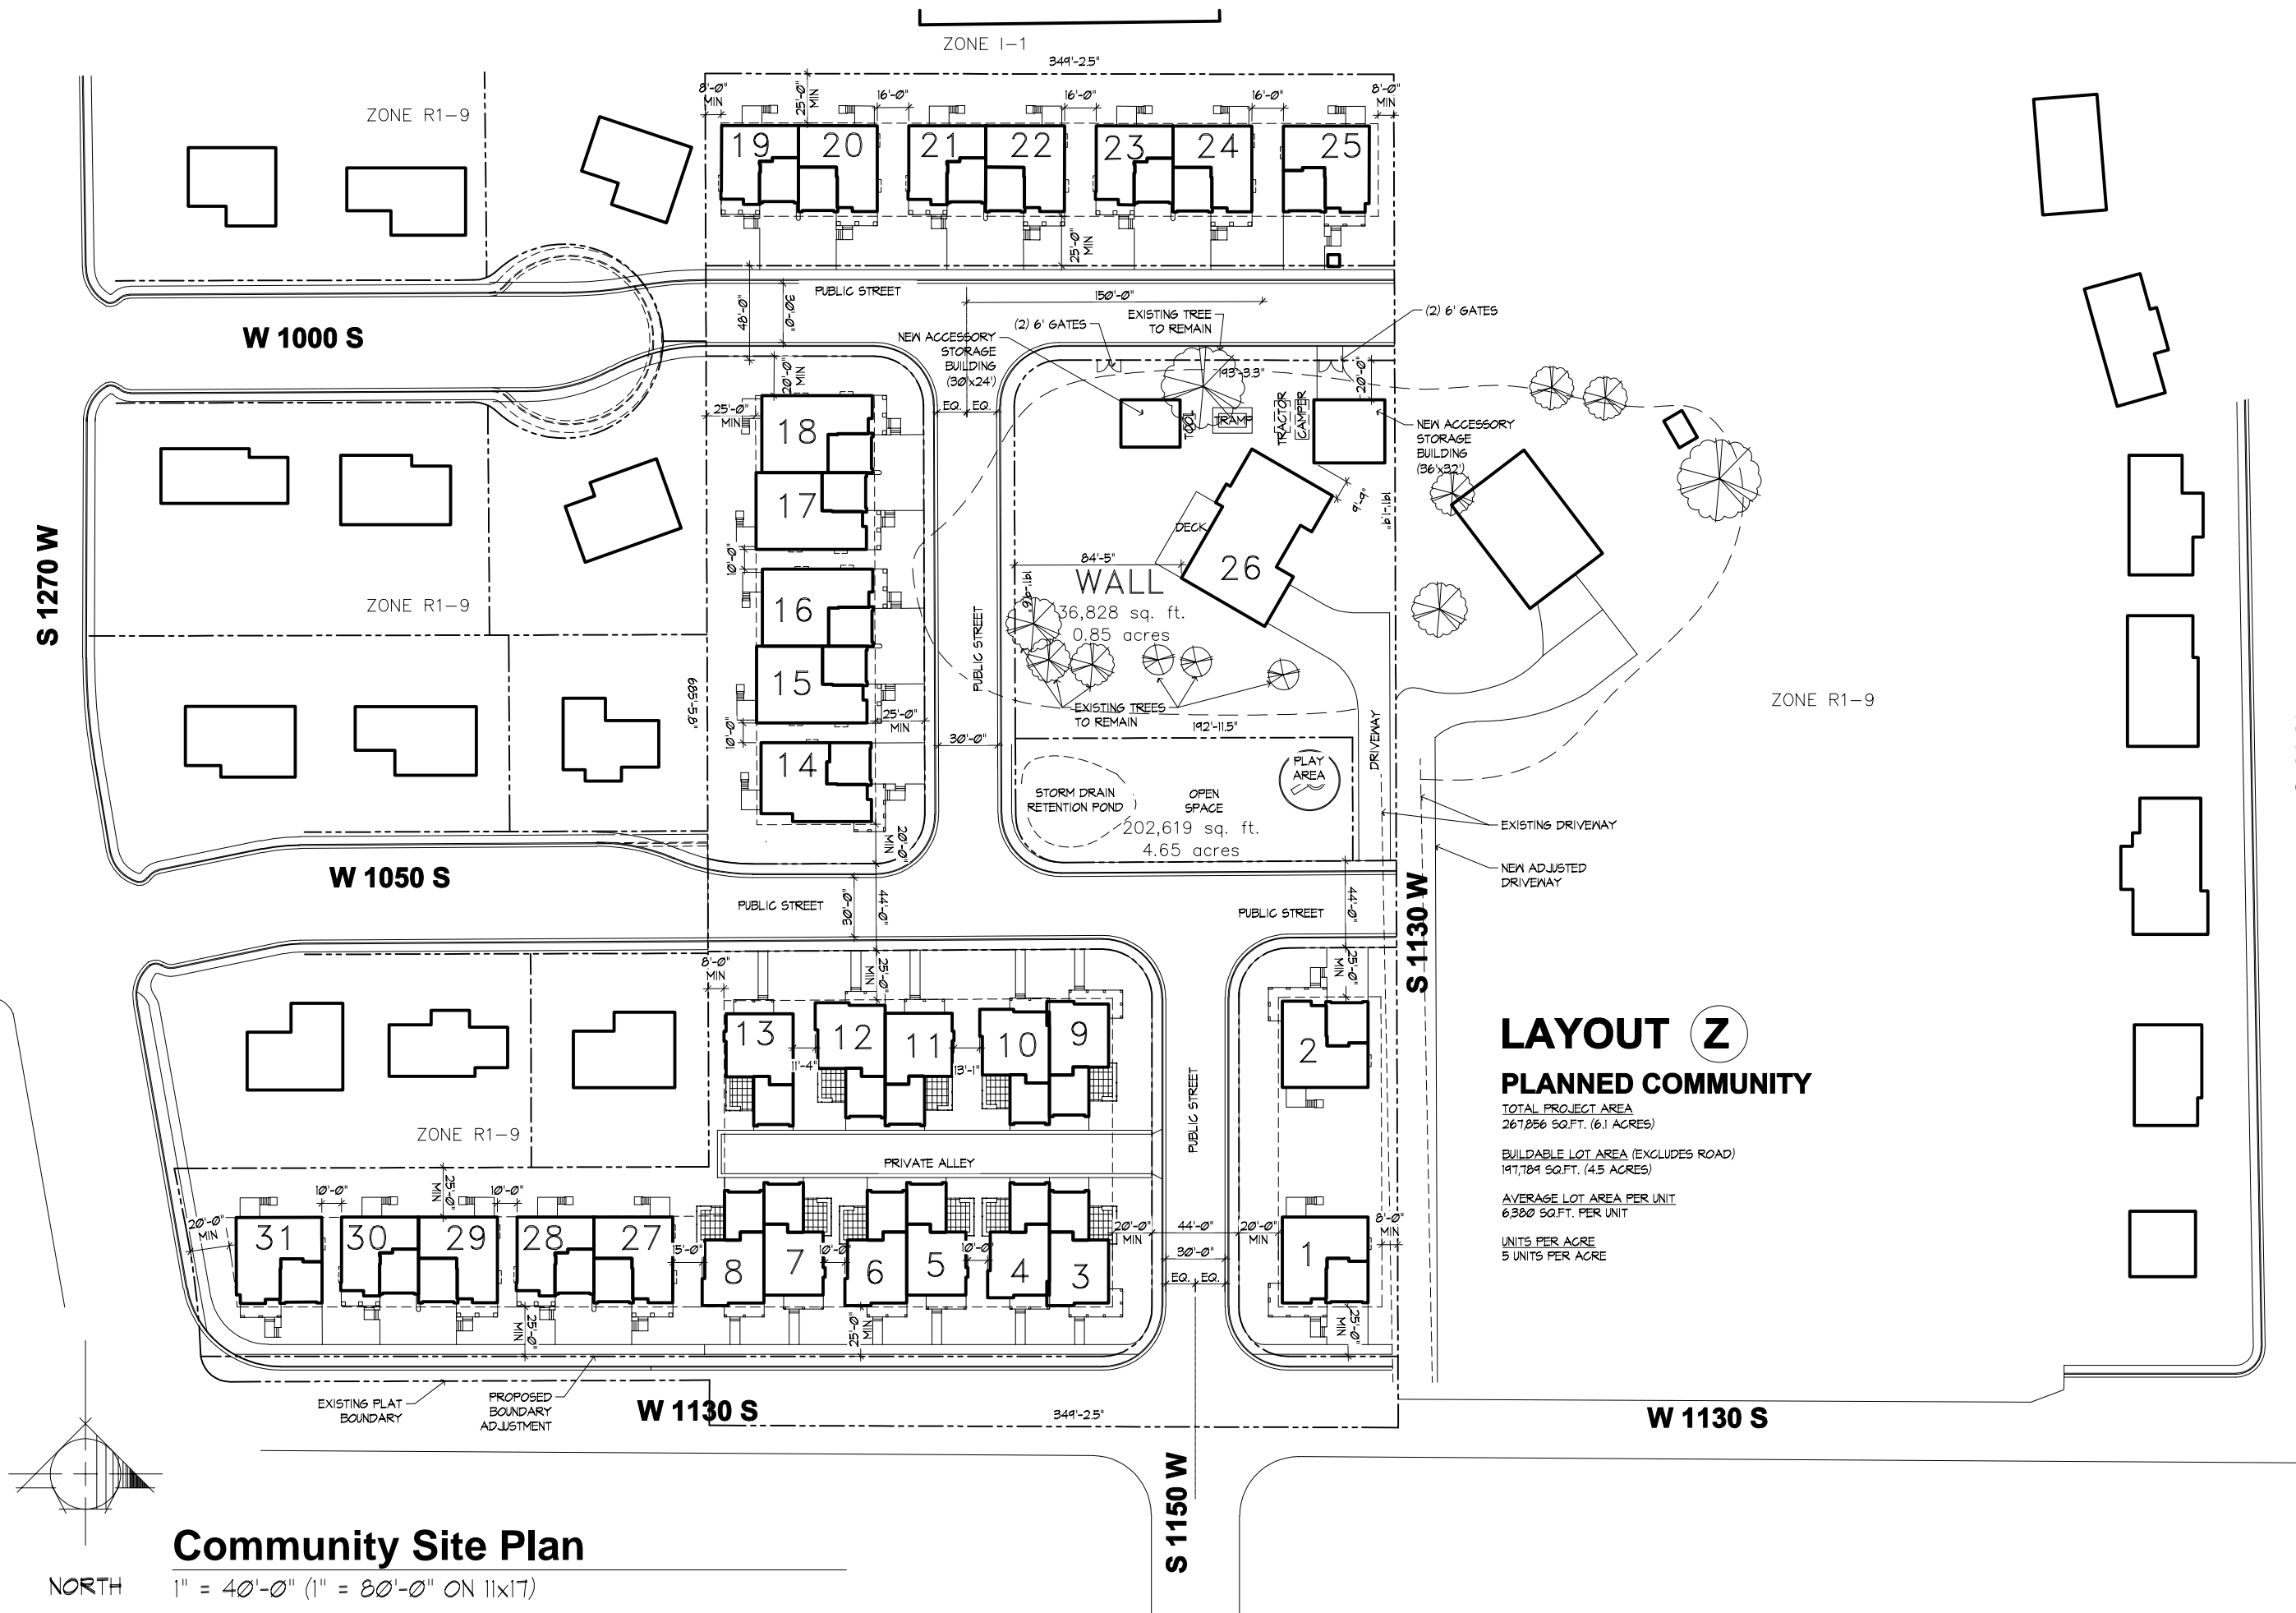 ZONE I-1
349'-2.5"
ZONE R1-9
8'-0"
MIN
25'-0"
MIN
16'-0"
16'-0"
16'-0"
8'-0"
MIN
19
20
21
22
23
24
25
25'-0"
MIN
PUBLIC STREET
W 1000 S
48'-0"
30'-0"
150'-0"
(2) 6' GATES
EXISTING TREE
TO REMAIN
(2) 6' GATES
NEW ACCESSORY
STORAGE
BUILDING
(30'x24')
193'-3.3"
20'-0"
MIN
20'-0"
25'-0"
MIN
EQ.
EQ.
TOOL
TRAMP
TRACTOR
CAMPER
NEW ACCESSORY
STORAGE
BUILDING
(36'x32')
18
17
10'-0"
16
15
10'-0"
14
25'-0"
MIN
30'-0"
20'-0"
MIN
PUBLIC STREET
DECK
9'-9"
191'-1.9"
84'-5"
26
WALL
191'-9.6"
36,828 sq. ft.
0.85 acres
EXISTING TREES
TO REMAIN
192'-11.5"
DRIVEWAY
S 1270 W
ZONE R1-9
685'-5.8"
ZONE R1-9
PLAY
AREA
STORM DRAIN
RETENTION POND
OPEN
SPACE
202,619 sq. ft.
4.65 acres
EXISTING DRIVEWAY
NEW ADJUSTED
DRIVEWAY
W 1050 S
PUBLIC STREET
30'-0"
44'-0"
PUBLIC STREET
44'-0"
S 1130 W
8'-0"
MIN
25'-0"
MIN
25'-0"
MIN
13
12
11
10
9
11'-4"
13'-1"
2
PUBLIC STREET
ZONE R1-9
PRIVATE ALLEY
LAYOUT Z
PLANNED COMMUNITY
TOTAL PROJECT AREA
267,856 SQ.FT. (6.1 ACRES)
BUILDABLE LOT AREA (EXCLUDES ROAD)
197,789 SQ.FT. (4.5 ACRES)
AVERAGE LOT AREA PER UNIT
6,380 SQ.FT. PER UNIT
UNITS PER ACRE
5 UNITS PER ACRE
20'-0"
MIN
10'-0"
25'-0"
MIN
10'-0"
31
30
29
28
27
15'-0"
8
7
10'-0"
6
5
10'-0"
4
3
20'-0"
MIN
44'-0"
20'-0"
MIN
30'-0"
EQ.
EQ.
1
8'-0"
MIN
25'-0"
MIN
25'-0"
MIN
25'-0"
MIN
EXISTING PLAT
BOUNDARY
PROPOSED
BOUNDARY
ADJUSTMENT
W 1130 S
349'-2.5"
W 1130 S
S 1150 W
NORTH
Community Site Plan
1" = 40'-0" (1" = 80'-0" ON 11x17)